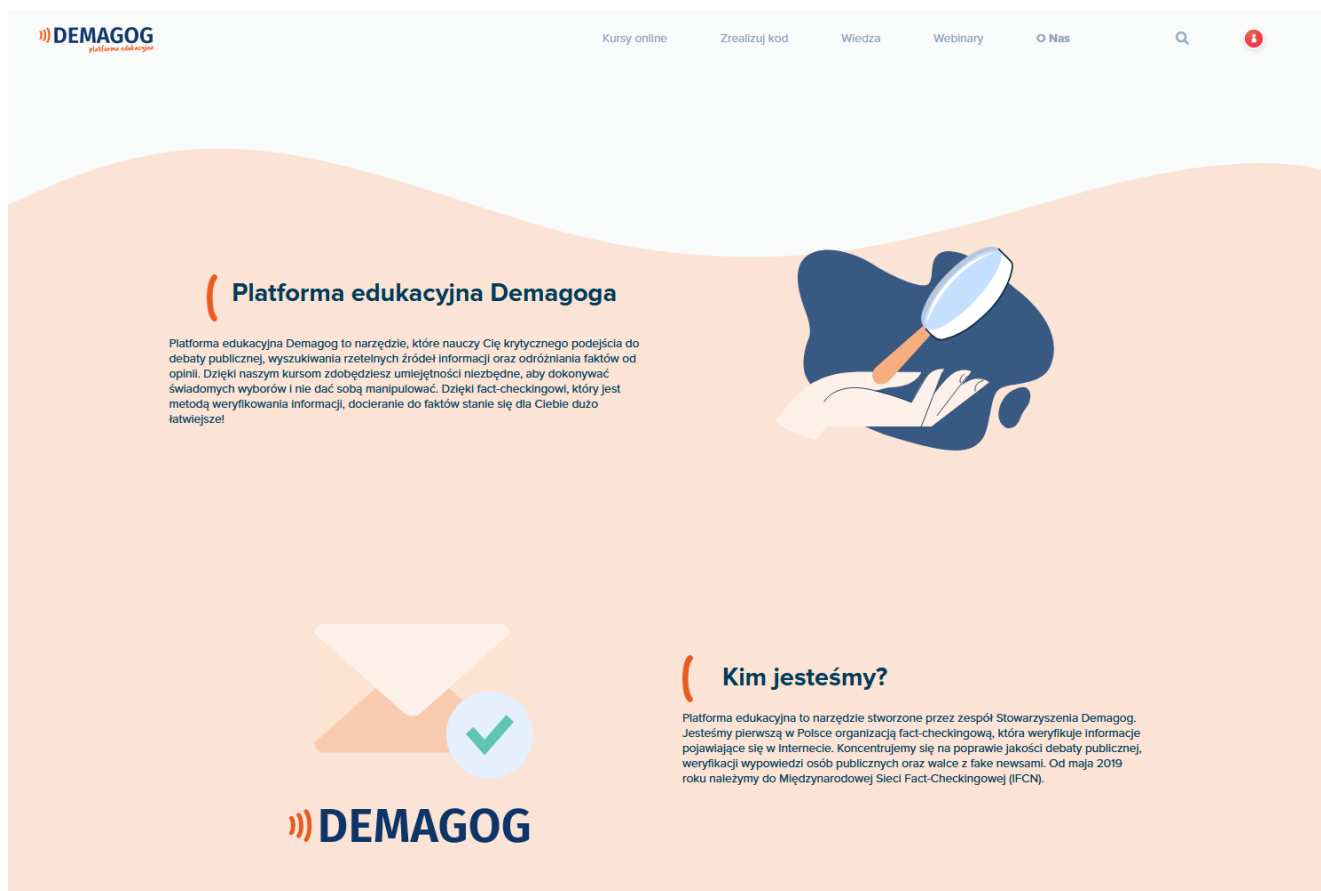 DEMAGOG
platforma edukacyjna
Kursy online
Zrealizuj kod
Wiedza
Webinary
O Nas
Platforma edukacyjna Demagoga
Platforma edukacyjna Demagog to narzędzie, które nauczy Cię krytycznego podejścia do
debaty publicznej, wyszukiwania rzetelnych źródeł informacji oraz odróżniania faktów od
opinii. Dzięki naszym kursom zdobędziesz umiejętności niezbędne, aby dokonywać
świadomych wyborów i nie dać sobą manipulować. Dzięki fact-checkingowi, który jest
metodą weryfikowania informacji, docieranie do faktów stanie się dla Ciebie dużo
łatwiejsze!
Kim jesteśmy?
Platforma edukacyjna to narzędzie stworzone przez zespół Stowarzyszenia Demagog.
Jesteśmy pierwszą w Polsce organizacją fact-checkingową, która weryfikuje informacje
pojawiające się w Internecie. Koncentrujemy się na poprawie jakości debaty publicznej,
weryfikacji wypowiedzi osób publicznych oraz walce z fake newsami. Od maja 2019
roku należymy do Międzynarodowej Sieci Fact-Checkingowej (IFCN).
DEMAGOG